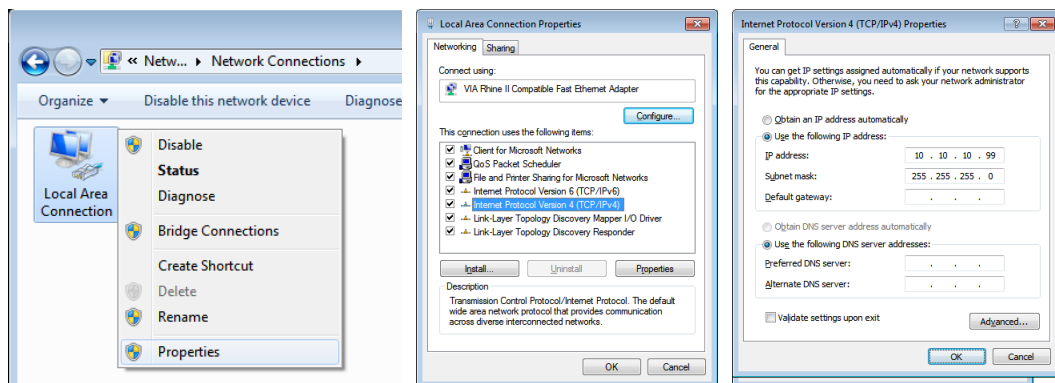 « Netw... ▸ Network Connections ▸
Organize ▾ Disable this network device Diagnose
Local Area
Connection
Disable
Status
Diagnose
Bridge Connections
Create Shortcut
Delete
Rename
Properties
Local Area Connection Properties
Networking Sharing
Connect using:
VIA Rhine II Compatible Fast Ethernet Adapter
Configure...
This connection uses the following items:
Client for Microsoft Networks
QoS Packet Scheduler
File and Printer Sharing for Microsoft Networks
Internet Protocol Version 6 (TCP/IPv6)
Internet Protocol Version 4 (TCP/IPv4)
Link-Layer Topology Discovery Mapper I/O Driver
Link-Layer Topology Discovery Responder
Install... Uninstall Properties
Description
Transmission Control Protocol/Internet Protocol. The default
wide area network protocol that provides communication
across diverse interconnected networks.
OK Cancel
Internet Protocol Version 4 (TCP/IPv4) Properties
General
You can get IP settings assigned automatically if your network supports
this capability. Otherwise, you need to ask your network administrator
for the appropriate IP settings.
Obtain an IP address automatically
Use the following IP address:
IP address: 10 . 10 . 10 . 99
Subnet mask: 255 . 255 . 255 . 0
Default gateway: . . .
Obtain DNS server address automatically
Use the following DNS server addresses:
Preferred DNS server: . . .
Alternate DNS server: . . .
Validate settings upon exit
Advanced...
OK Cancel